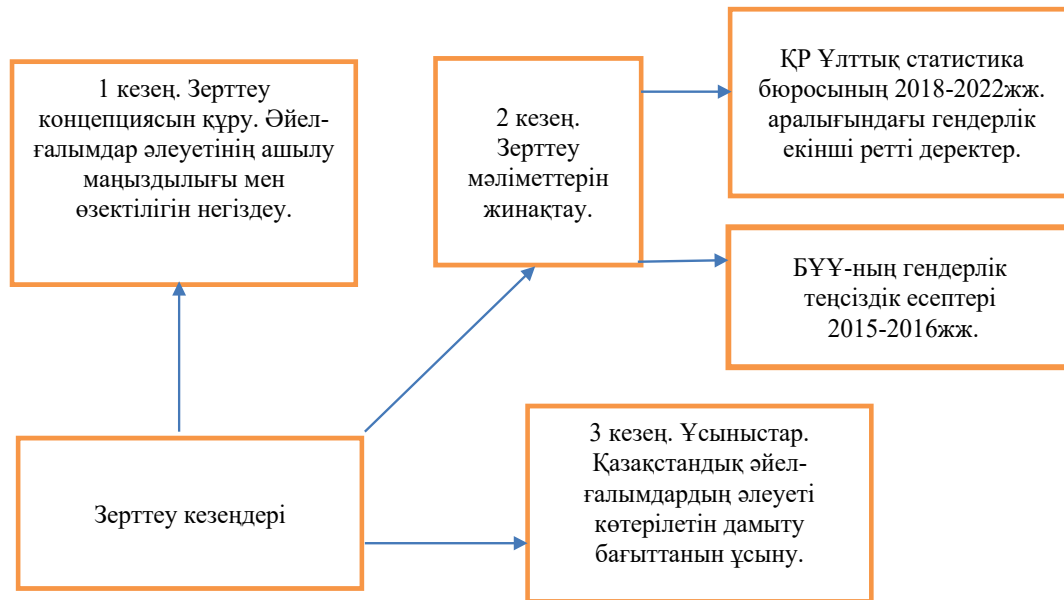 1 кезең. Зерттеу
концепциясын құру. Әйел-
ғалымдар әлеуетінің ашылу
маңыздылығы мен
өзектілігін негіздеу.
2 кезең.
Зерттеу
мәліметтерін
жинақтау.
ҚР Ұлттық статистика
бюросының 2018-2022жж.
аралығындағы гендерлік
екінші ретті деректер.
БҰҰ-ның гендерлік
теңсіздік есептері
2015-2016жж.
Зерттеу кезеңдері
3 кезең. Ұсыныстар.
Қазақстандық әйел-
ғалымдардың әлеуеті
көтерілетін дамыту
бағыттанын ұсыну.